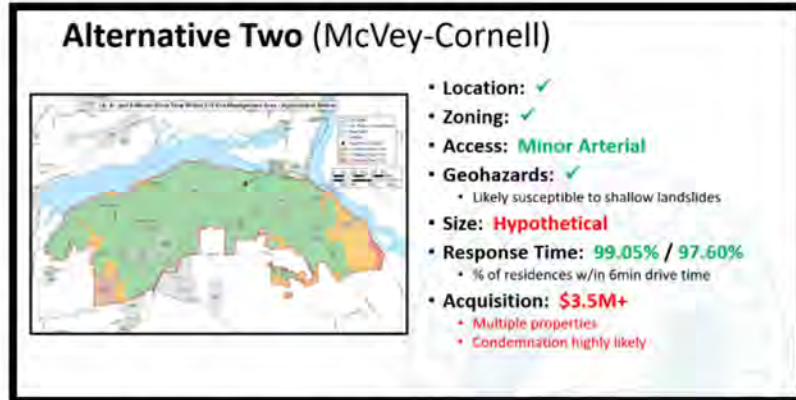 Alternative Two (McVey-Cornell)
• Location: ✓
• Zoning: ✓
• Access: Minor Arterial
• Geohazards: ✓
• Likely susceptible to shallow landslides
• Size: Hypothetical
• Response Time: 99.05% / 97.60%
• % of residences w/in 6min drive time
• Acquisition: $3.5M+
• Multiple properties
• Condemnation highly likely